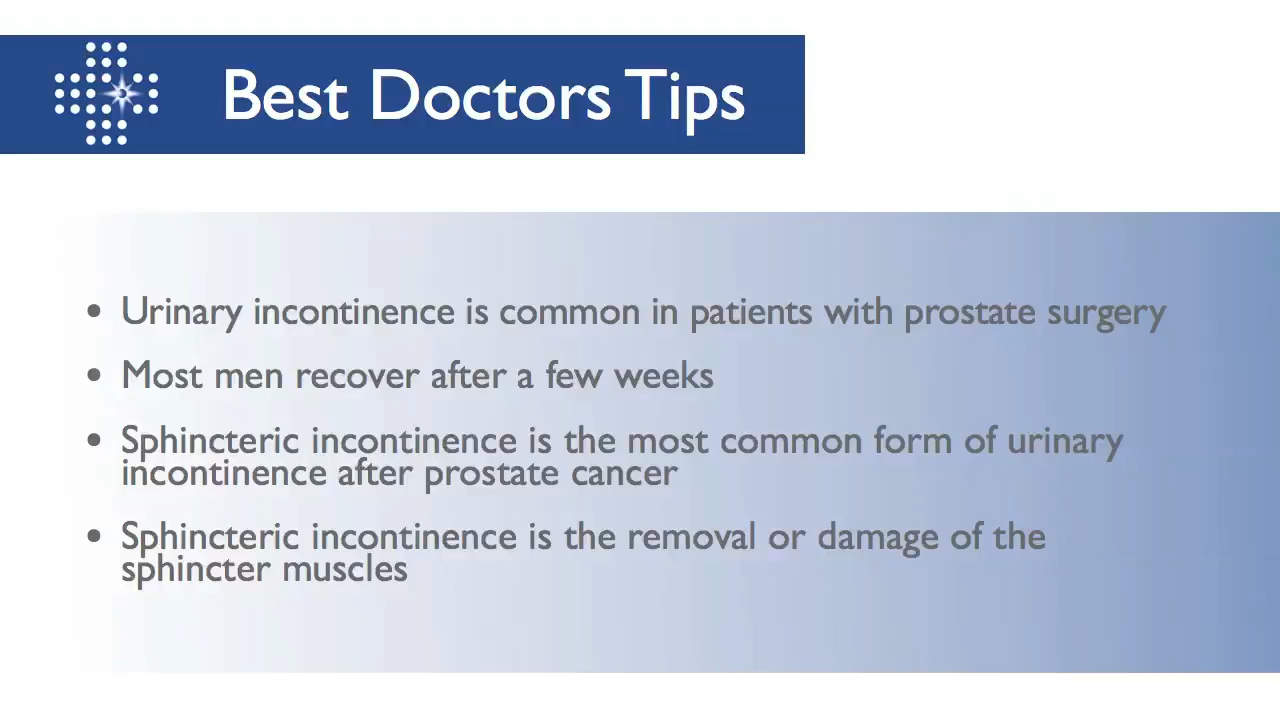 Best Doctors Tips
• Urinary incontinence is common in patients with prostate surgery
• Most men recover after a few weeks
• Sphincteric incontinence is the most common form of urinary
incontinence after prostate cancer
• Sphincteric incontinence is the removal or damage of the
sphincter muscles